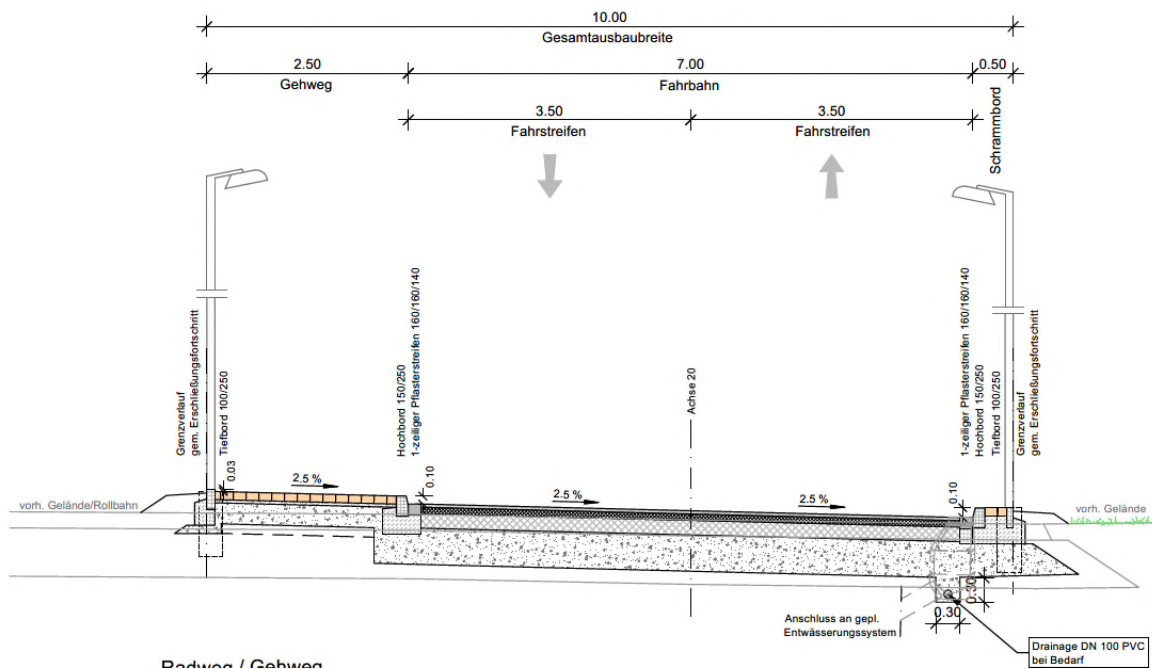 10.00
Gesamtausbaubreite
2.50
7.00
0.50
Gehweg
Fahrbahn
3.50
3.50
Fahrstreifen
Fahrstreifen
Schrammbord
Grenzverlauf
gem. Erschließungsfortschritt
Tiefbord 100/250
0.03
Hochbord 150/250
1-zeiliger Pflasterstreifen 160/160/140
0.10
Achse 20
1-zeiliger Pflasterstreifen 160/160/140
Hochbord 150/250
Tiefbord 100/250
Grenzverlauf
gem. Erschließungsfortschritt
0.10
2.5 %
2.5 %
2.5 %
vorh. Gelände/Rollbahn
vorh. Gelände
0.30
0.30
Anschluss an gepl.
Entwässerungssystem
Drainage DN 100 PVC
bei Bedarf
Radweg / Gehweg